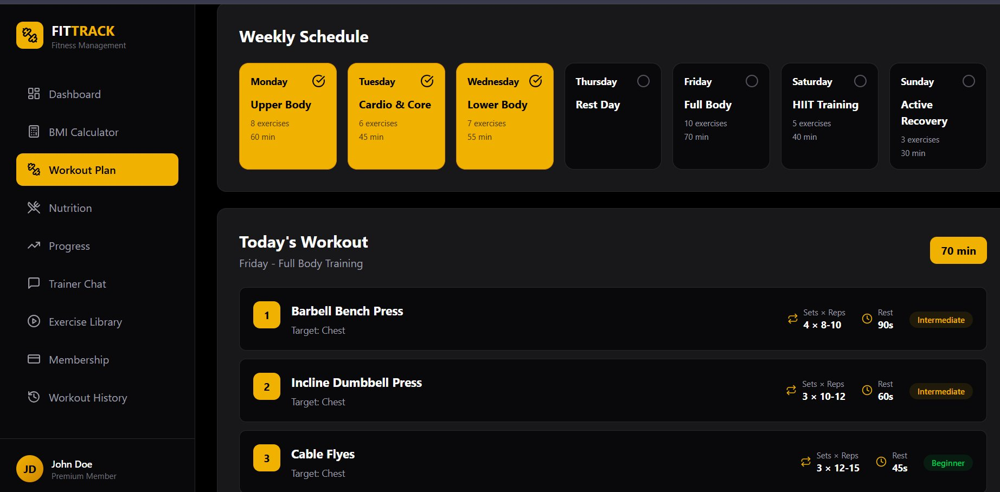 FITTRACK
Fitness Management
Dashboard
BMI Calculator
Workout Plan
Nutrition
Progress
Trainer Chat
Exercise Library
Membership
Workout History
JD
John Doe
Premium Member
Weekly Schedule
Monday
Upper Body
8 exercises
60 min
Tuesday
Cardio & Core
6 exercises
45 min
Wednesday
Lower Body
7 exercises
55 min
Thursday
Rest Day
Friday
Full Body
10 exercises
70 min
Saturday
HIIT Training
5 exercises
40 min
Sunday
Active
Recovery
3 exercises
30 min
Today's Workout
Friday - Full Body Training
70 min
1
Barbell Bench Press
Target: Chest
Sets × Reps
4 × 8-10
Rest
90s
Intermediate
2
Incline Dumbbell Press
Target: Chest
Sets × Reps
3 × 10-12
Rest
60s
Intermediate
3
Cable Flyes
Target: Chest
Sets × Reps
3 × 12-15
Rest
45s
Beginner